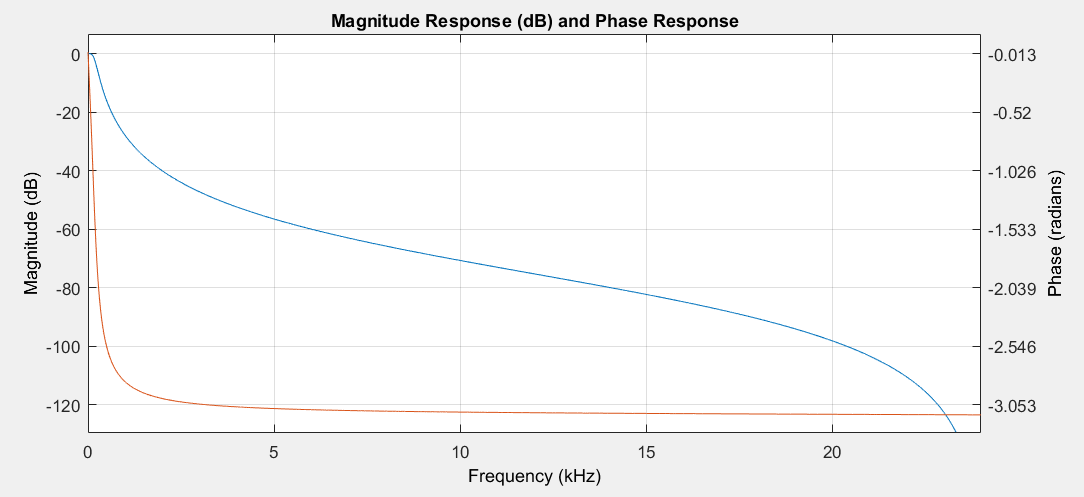 Magnitude Response (dB) and Phase Response
0
-20
-40
-60
-80
-100
-120
Magnitude (dB)
-0.013
-0.52
-1.026
-1.533
-2.039
-2.546
-3.053
Phase (radians)
0 5 10 15 20
Frequency (kHz)